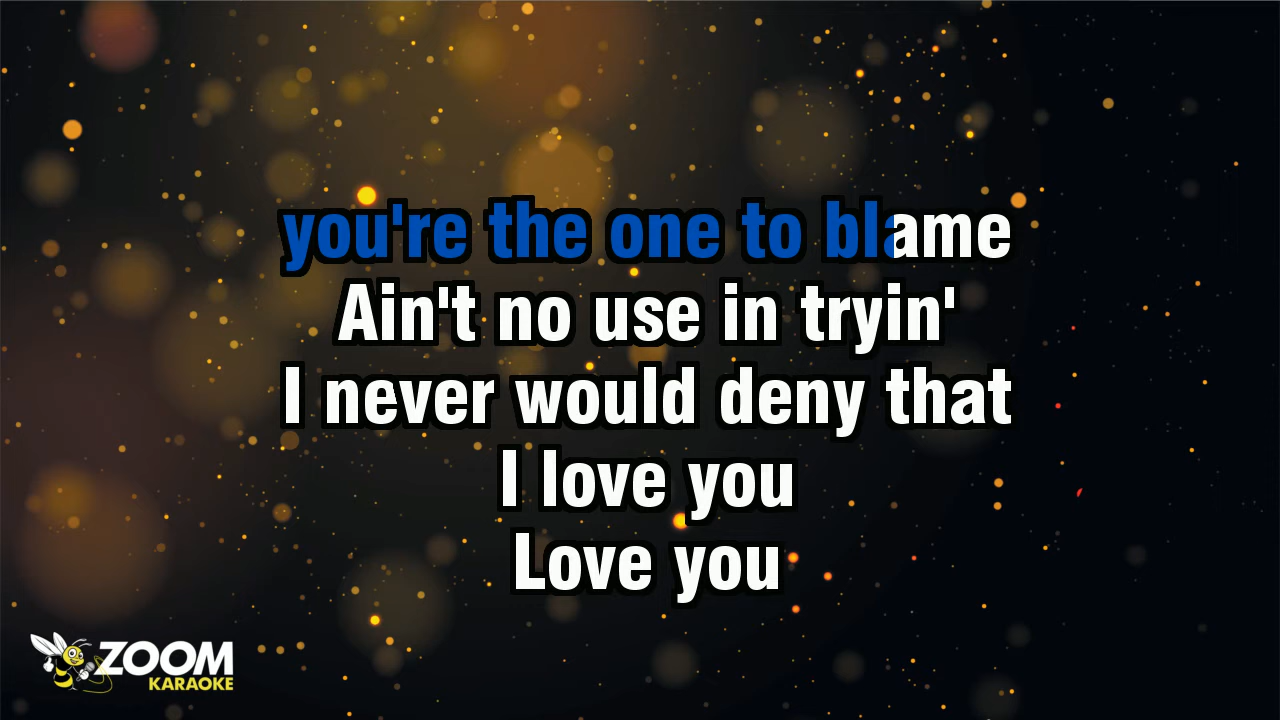 you're the one to blame
Ain't no use in tryin'
I never would deny that
I love you
Love you
ZOOM
KARAOKE